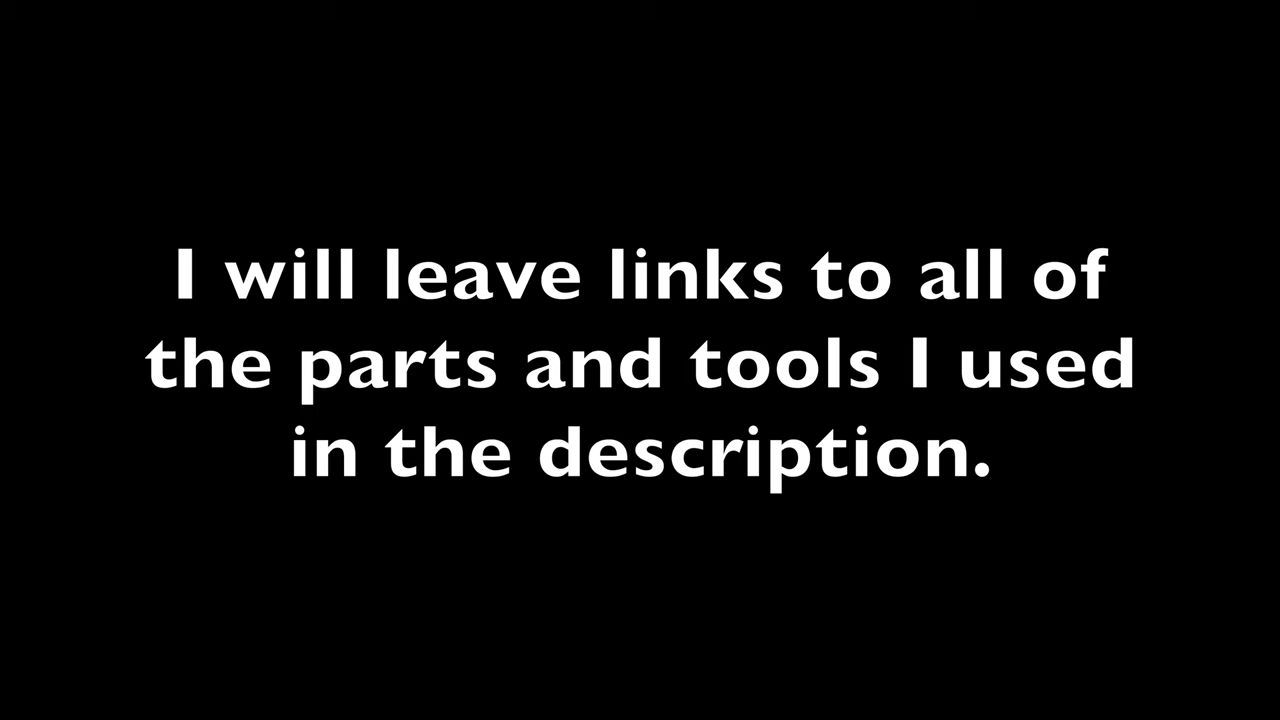 I will leave links to all of
the parts and tools I used
in the description.